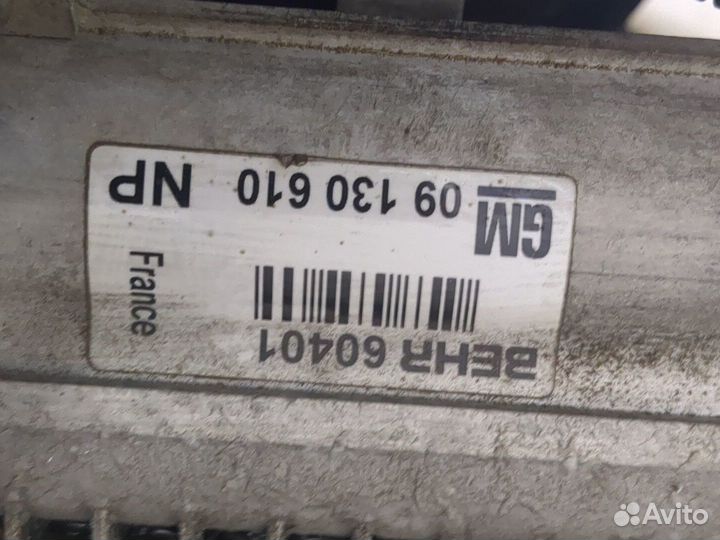 BEHR 60401
France
GM 09 130 610 NP
Avito